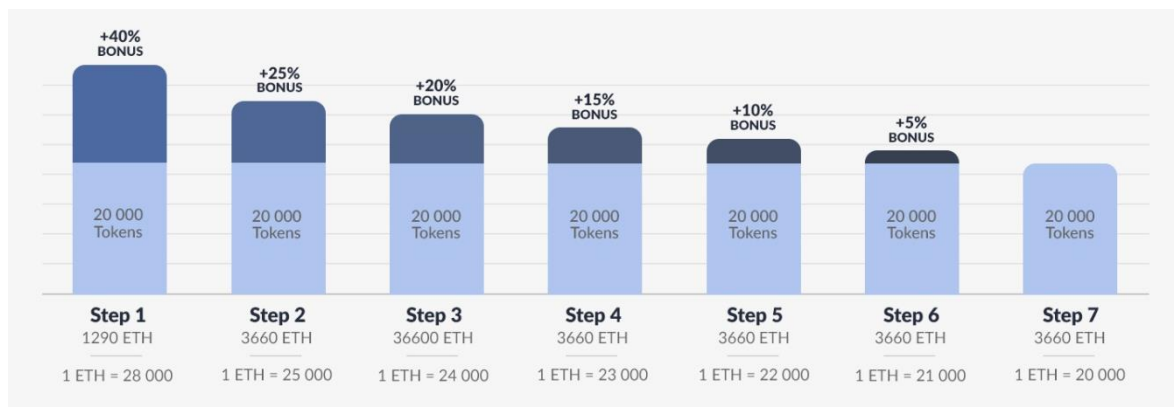 +40%
BONUS
+25%
BONUS
+20%
BONUS
+15%
BONUS
+10%
BONUS
+5%
BONUS
20 000
Tokens
20 000
Tokens
20 000
Tokens
20 000
Tokens
20 000
Tokens
20 000
Tokens
20 000
Tokens
Step 1
1290 ETH
1 ETH = 28 000
Step 2
3660 ETH
1 ETH = 25 000
Step 3
36600 ETH
1 ETH = 24 000
Step 4
3660 ETH
1 ETH = 23 000
Step 5
3660 ETH
1 ETH = 22 000
Step 6
3660 ETH
1 ETH = 21 000
Step 7
3660 ETH
1 ETH = 20 000